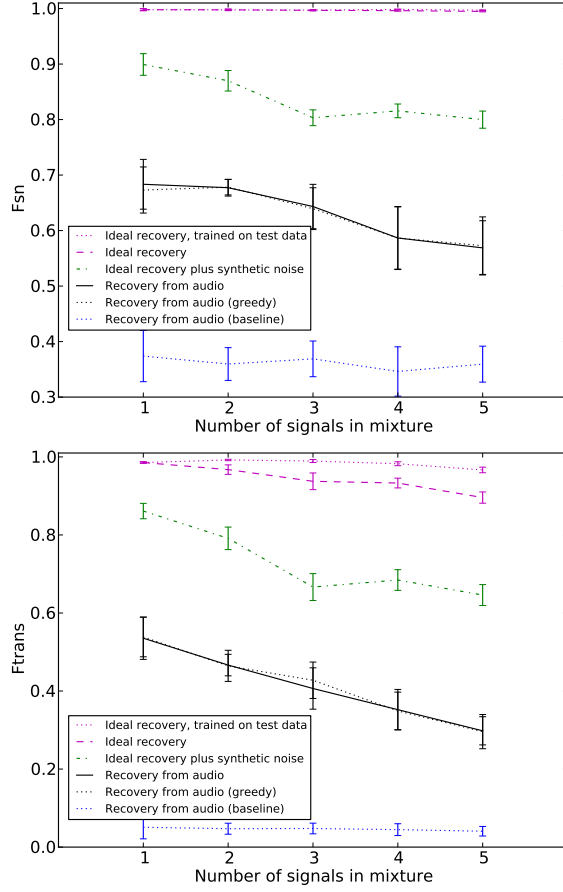 1.0
0.9
0.8
0.7
0.6
0.5
0.4
0.3
Fsn
Ideal recovery, trained on test data
Ideal recovery
Ideal recovery plus synthetic noise
Recovery from audio
Recovery from audio (greedy)
Recovery from audio (baseline)
1 2 3 4 5
Number of signals in mixture
1.0
0.8
0.6
0.4
0.2
0.0
Ftrans
Ideal recovery, trained on test data
Ideal recovery
Ideal recovery plus synthetic noise
Recovery from audio
Recovery from audio (greedy)
Recovery from audio (baseline)
1 2 3 4 5
Number of signals in mixture